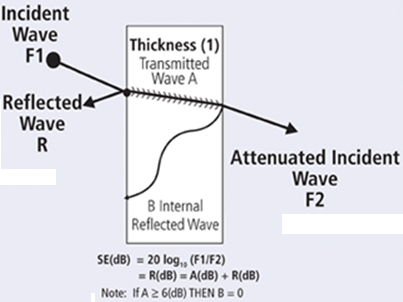 Incident
Wave
F1
Thickness (1)
Transmitted
Wave A
Reflected
Wave
R
Attenuated Incident
Wave
F2
B Internal
Reflected Wave
SE(dB) = 20 log₁₀ (F1/F2)
= R(dB) = A(dB) + R(dB)
Note: If A ≥ 6(dB) THEN B = 0